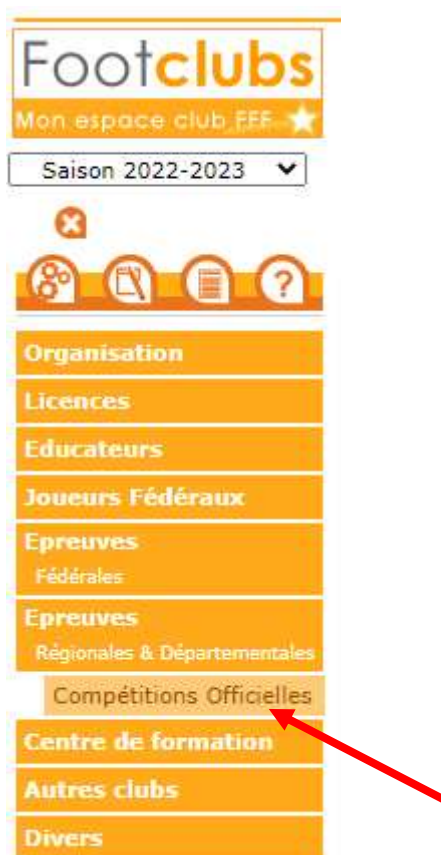 Footclubs
Mon espace club FFF
Saison 2022-2023
?
Organisation
Licences
Educateurs
Joueurs Fédéraux
Epreuves
Fédérales
Epreuves
Régionales & Départementales
Compétitions Officielles
Centre de formation
Autres clubs
Divers